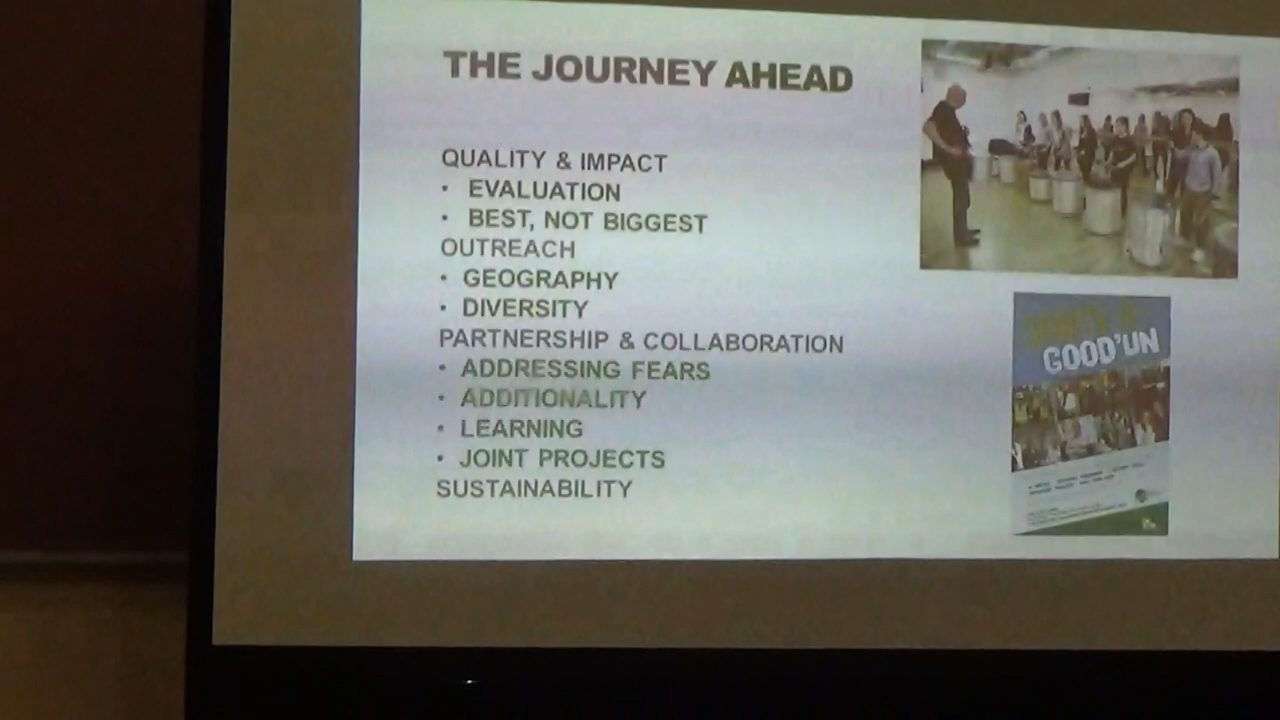 THE JOURNEY AHEAD
QUALITY & IMPACT
• EVALUATION
• BEST, NOT BIGGEST
OUTREACH
• GEOGRAPHY
• DIVERSITY
PARTNERSHIP & COLLABORATION
• ADDRESSING FEARS
• ADDITIONALITY
• LEARNING
• JOINT PROJECTS
SUSTAINABILITY
GOOD'UN